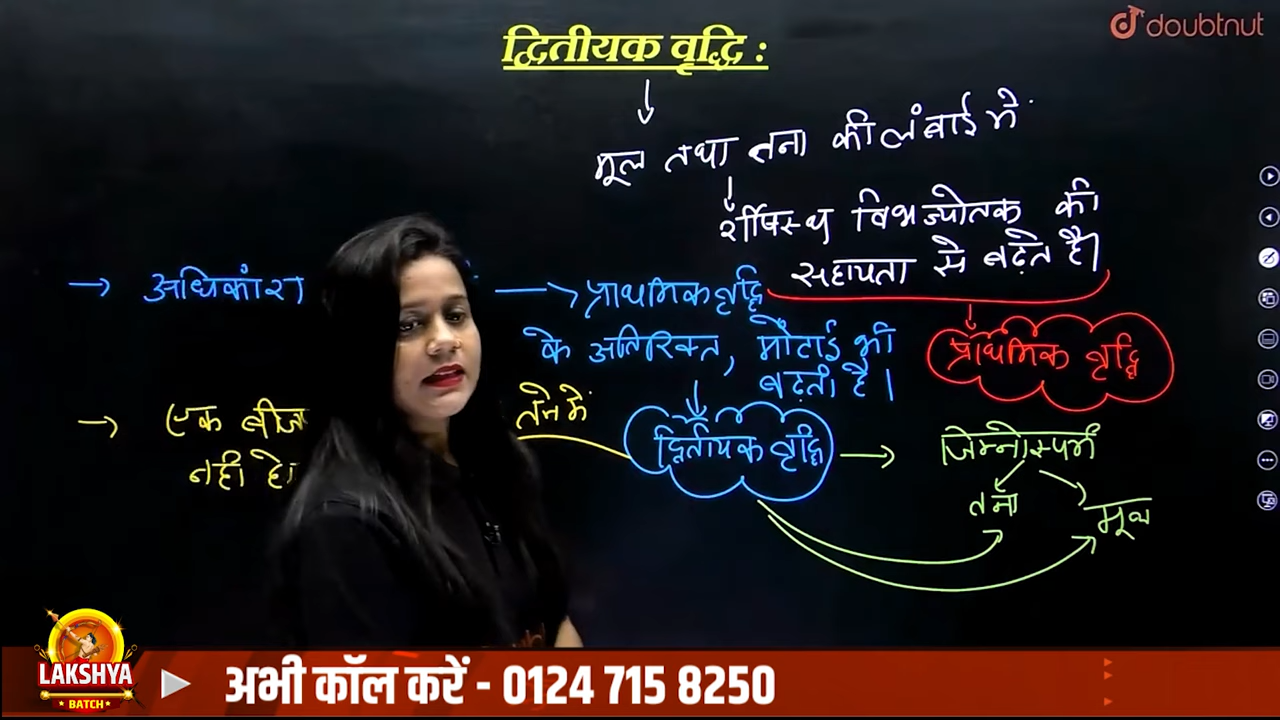 doubtnut
द्वितीयक वृद्धि :
मूल तथा तना की लंबाई में
शीर्षस्थ विभज्योतक की
सहायता से बढ़ते है।
→ अधिकांश
→ प्राथमिक वृद्धि
के अतिरिक्त, मोटाई भी
बढ़ती है।
प्राथमिक वृद्धि
→ एक बीज
नही है।
तने में
द्वितीयक वृद्धि → जिम्नोस्पर्म
तना
मूल
LAKSHYA
BATCH
अभी कॉल करें - 0124 715 8250